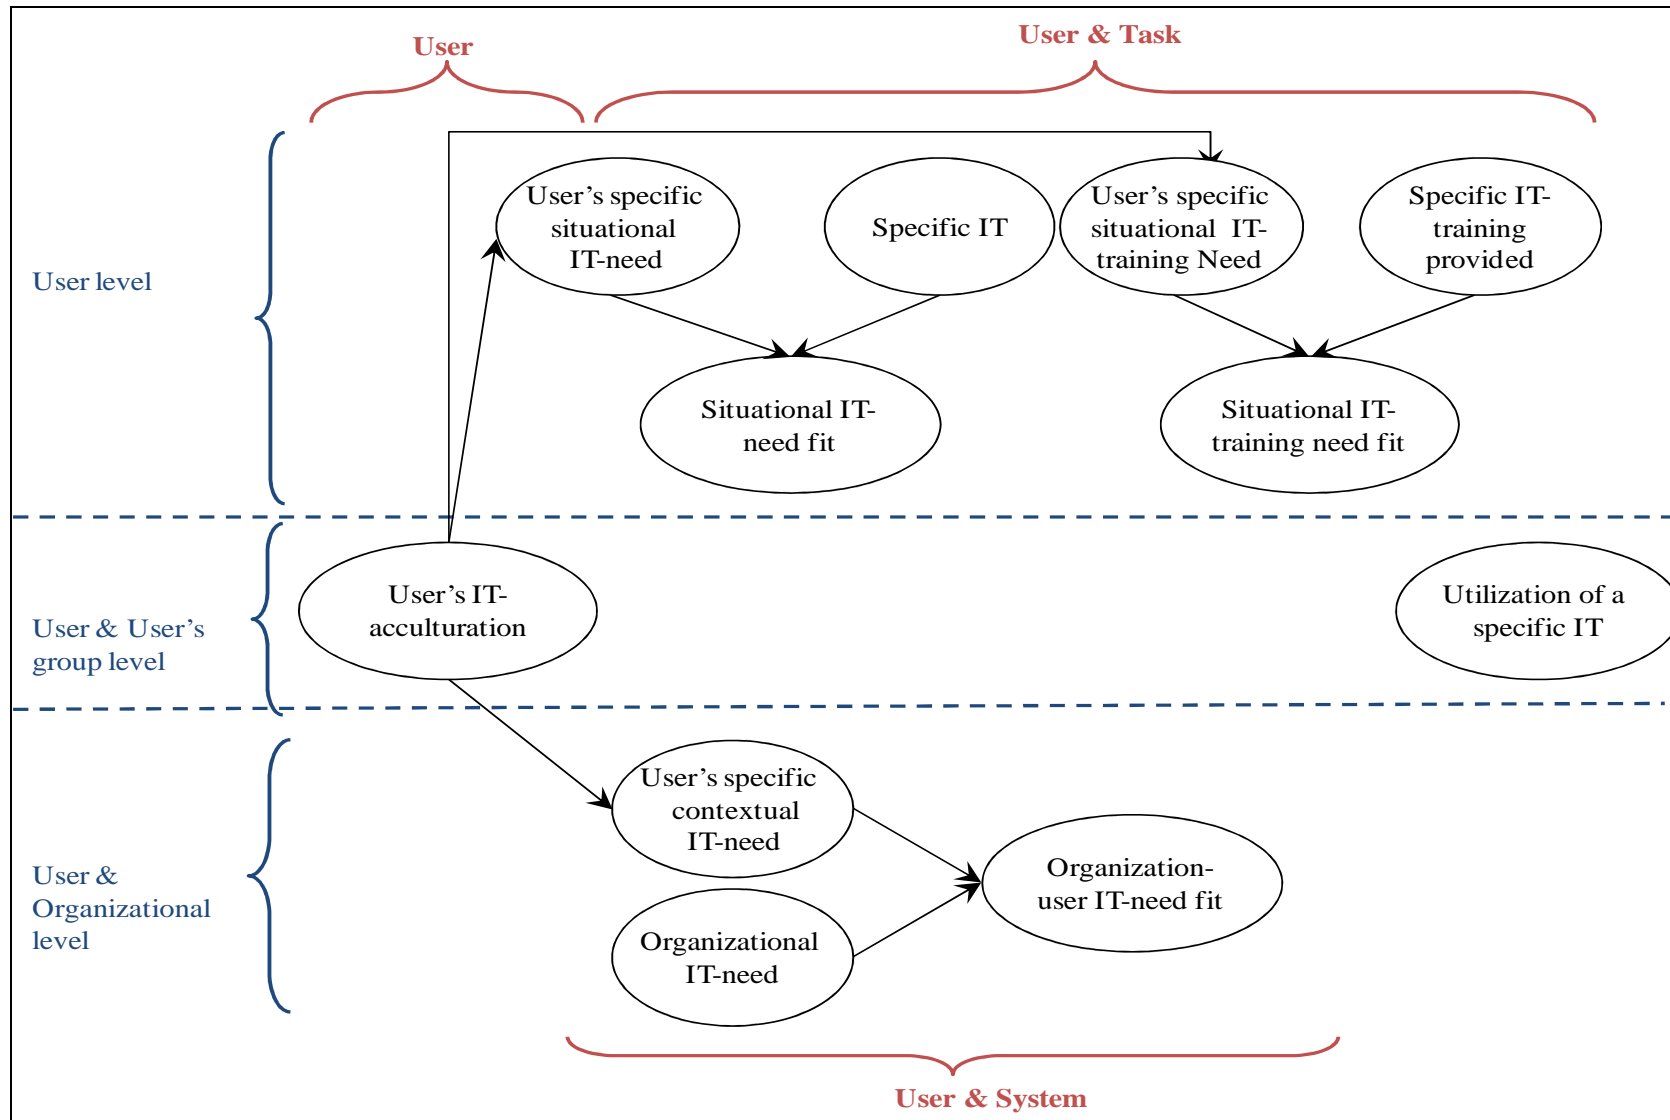 User
User & Task
User’s specific
situational
IT-need
Specific IT
User’s specific
situational IT-
training Need
Specific IT-
training
provided
User level
Situational IT-
need fit
Situational IT-
training need fit
User’s IT-
acculturation
Utilization of a
specific IT
User & User’s
group level
User’s specific
contextual
IT-need
Organization-
user IT-need fit
User &
Organizational
level
Organizational
IT-need
User & System